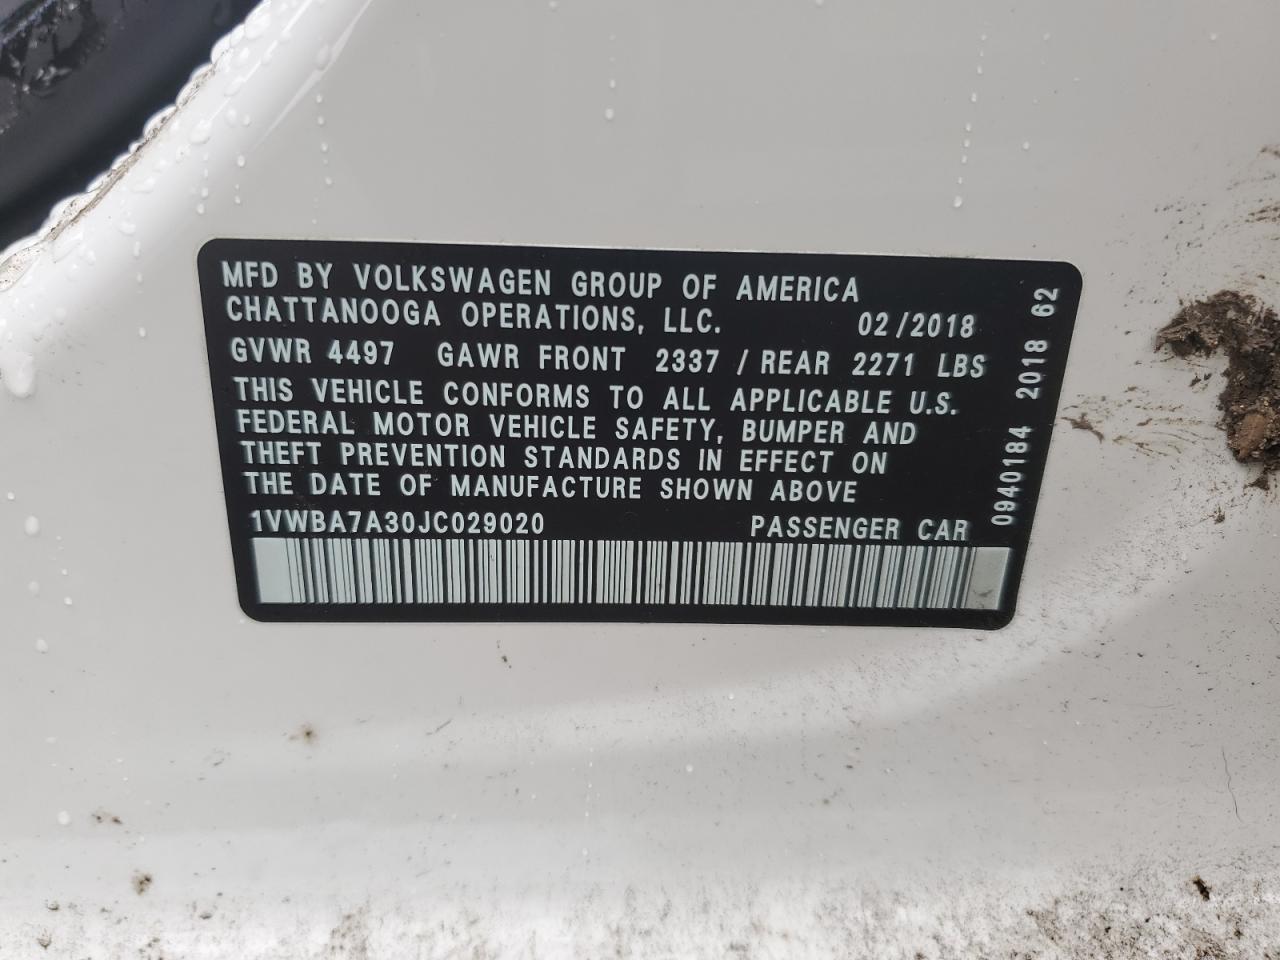 MFD BY VOLKSWAGEN GROUP OF AMERICA
CHATTANOOGA OPERATIONS, LLC. 02/2018
GVWR 4497 GAWR FRONT 2337 / REAR 2271 LBS
THIS VEHICLE CONFORMS TO ALL APPLICABLE U.S.
FEDERAL MOTOR VEHICLE SAFETY, BUMPER AND
THEFT PREVENTION STANDARDS IN EFFECT ON
THE DATE OF MANUFACTURE SHOWN ABOVE
1VWBA7A30JC029020 PASSENGER CAR
0940184 2018 62